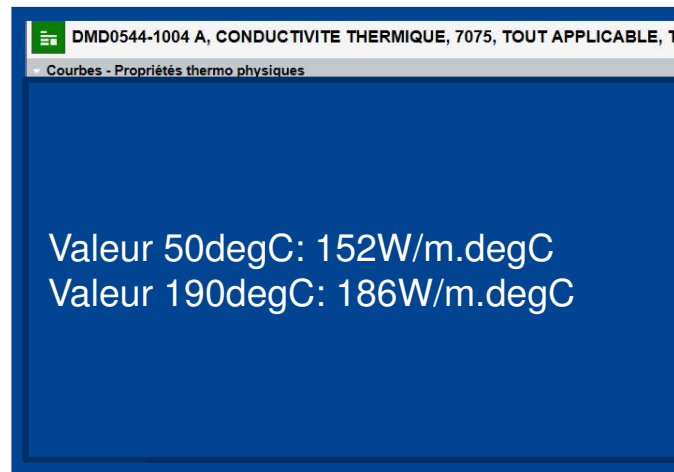 DMD0544-1004 A, CONDUCTIVITE THERMIQUE, 7075, TOUT APPLICABLE, T
Courbes - Propriétés thermo physiques
Valeur 50degC: 152W/m.degC
Valeur 190degC: 186W/m.degC